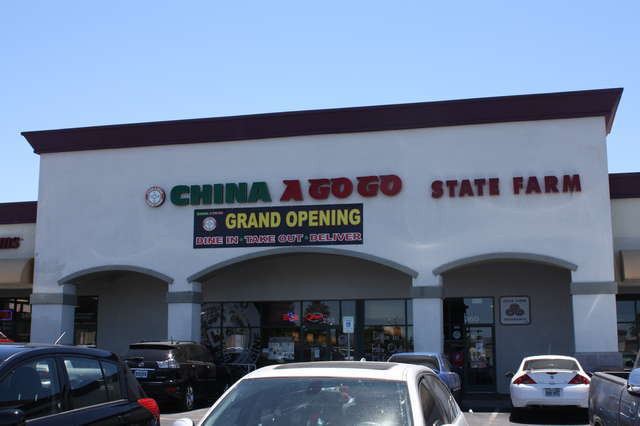 CHINA A GO GO
STATE FARM
GRAND OPENING
DINE IN TAKE OUT DELIVER